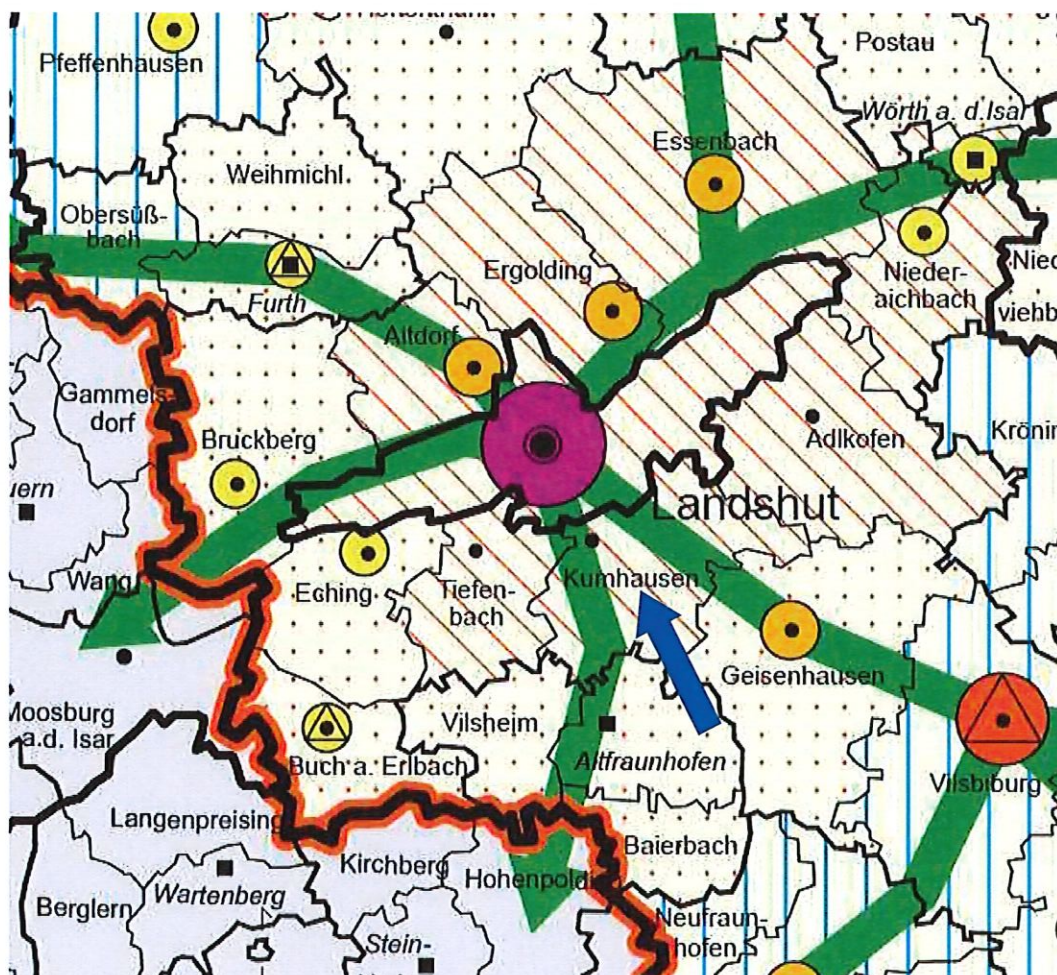 Pfeffenhausen
Postau
Wörth a. d.Isar
Essenbach
Weihmichl
Obersüß-
bach
Ergolding
Nieder-
aichbach
Furth
Altdorf
viehb
Gammels-
dorf
Bruckberg
Adlkofen
Landshut
Wang
Eching
Tiefen-
bach
Kumhausen
Geisenhausen
Moosburg
a.d. Isar
Vilsheim
Altfraunhofen
Buch a. Erlbach
Vilsbiburg
Langenpreising
Kirchberg
Hohenpoldi
Baierbach
Wartenberg
Berglern
Neufraun-
hofen
Stein-